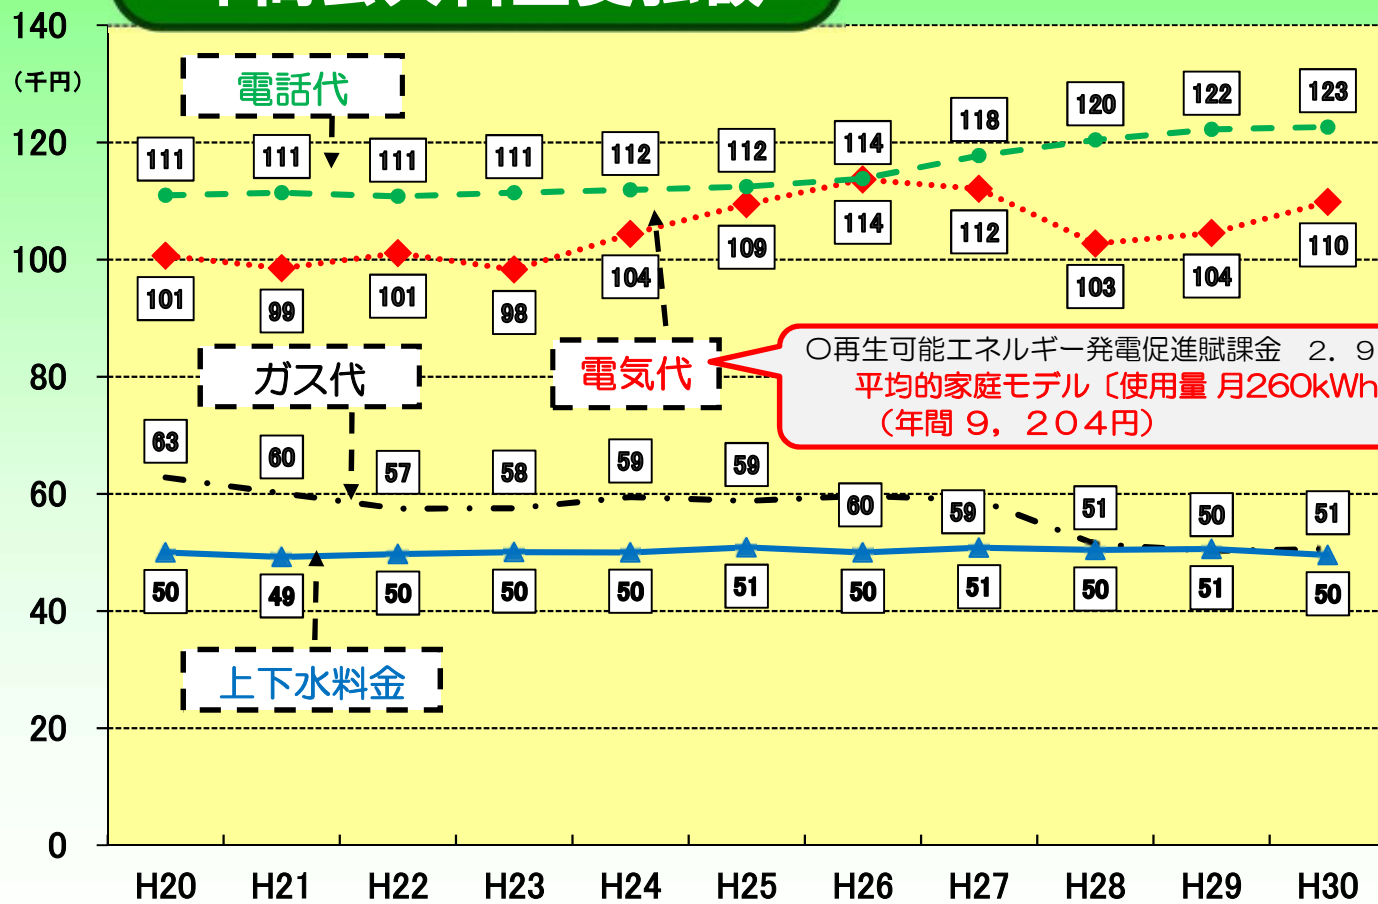 140
(千円)
120
100
80
60
40
20
0
電話代
111 111 111 111 112 112 114 118 120 122 123
101 99 101 98 104 109 114 112 103 104 110
電気代
〇再生可能エネルギー発電促進賦課金 2．9
平均的家庭モデル〔使用量 月260kWh
（年間 9，204円）
ガス代
63 60 57 58 59 59 60 59 51 50 51
50 49 50 50 50 51 50 51 50 51 50
上下水料金
H20 H21 H22 H23 H24 H25 H26 H27 H28 H29 H30